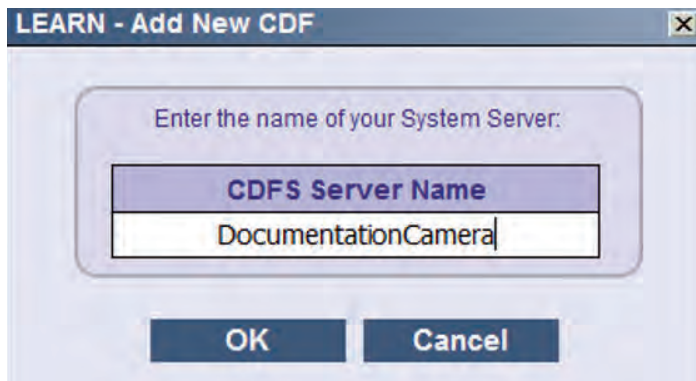 LEARN - Add New CDF
Enter the name of your System Server:
CDFS Server Name
DocumentationCamera
OK Cancel